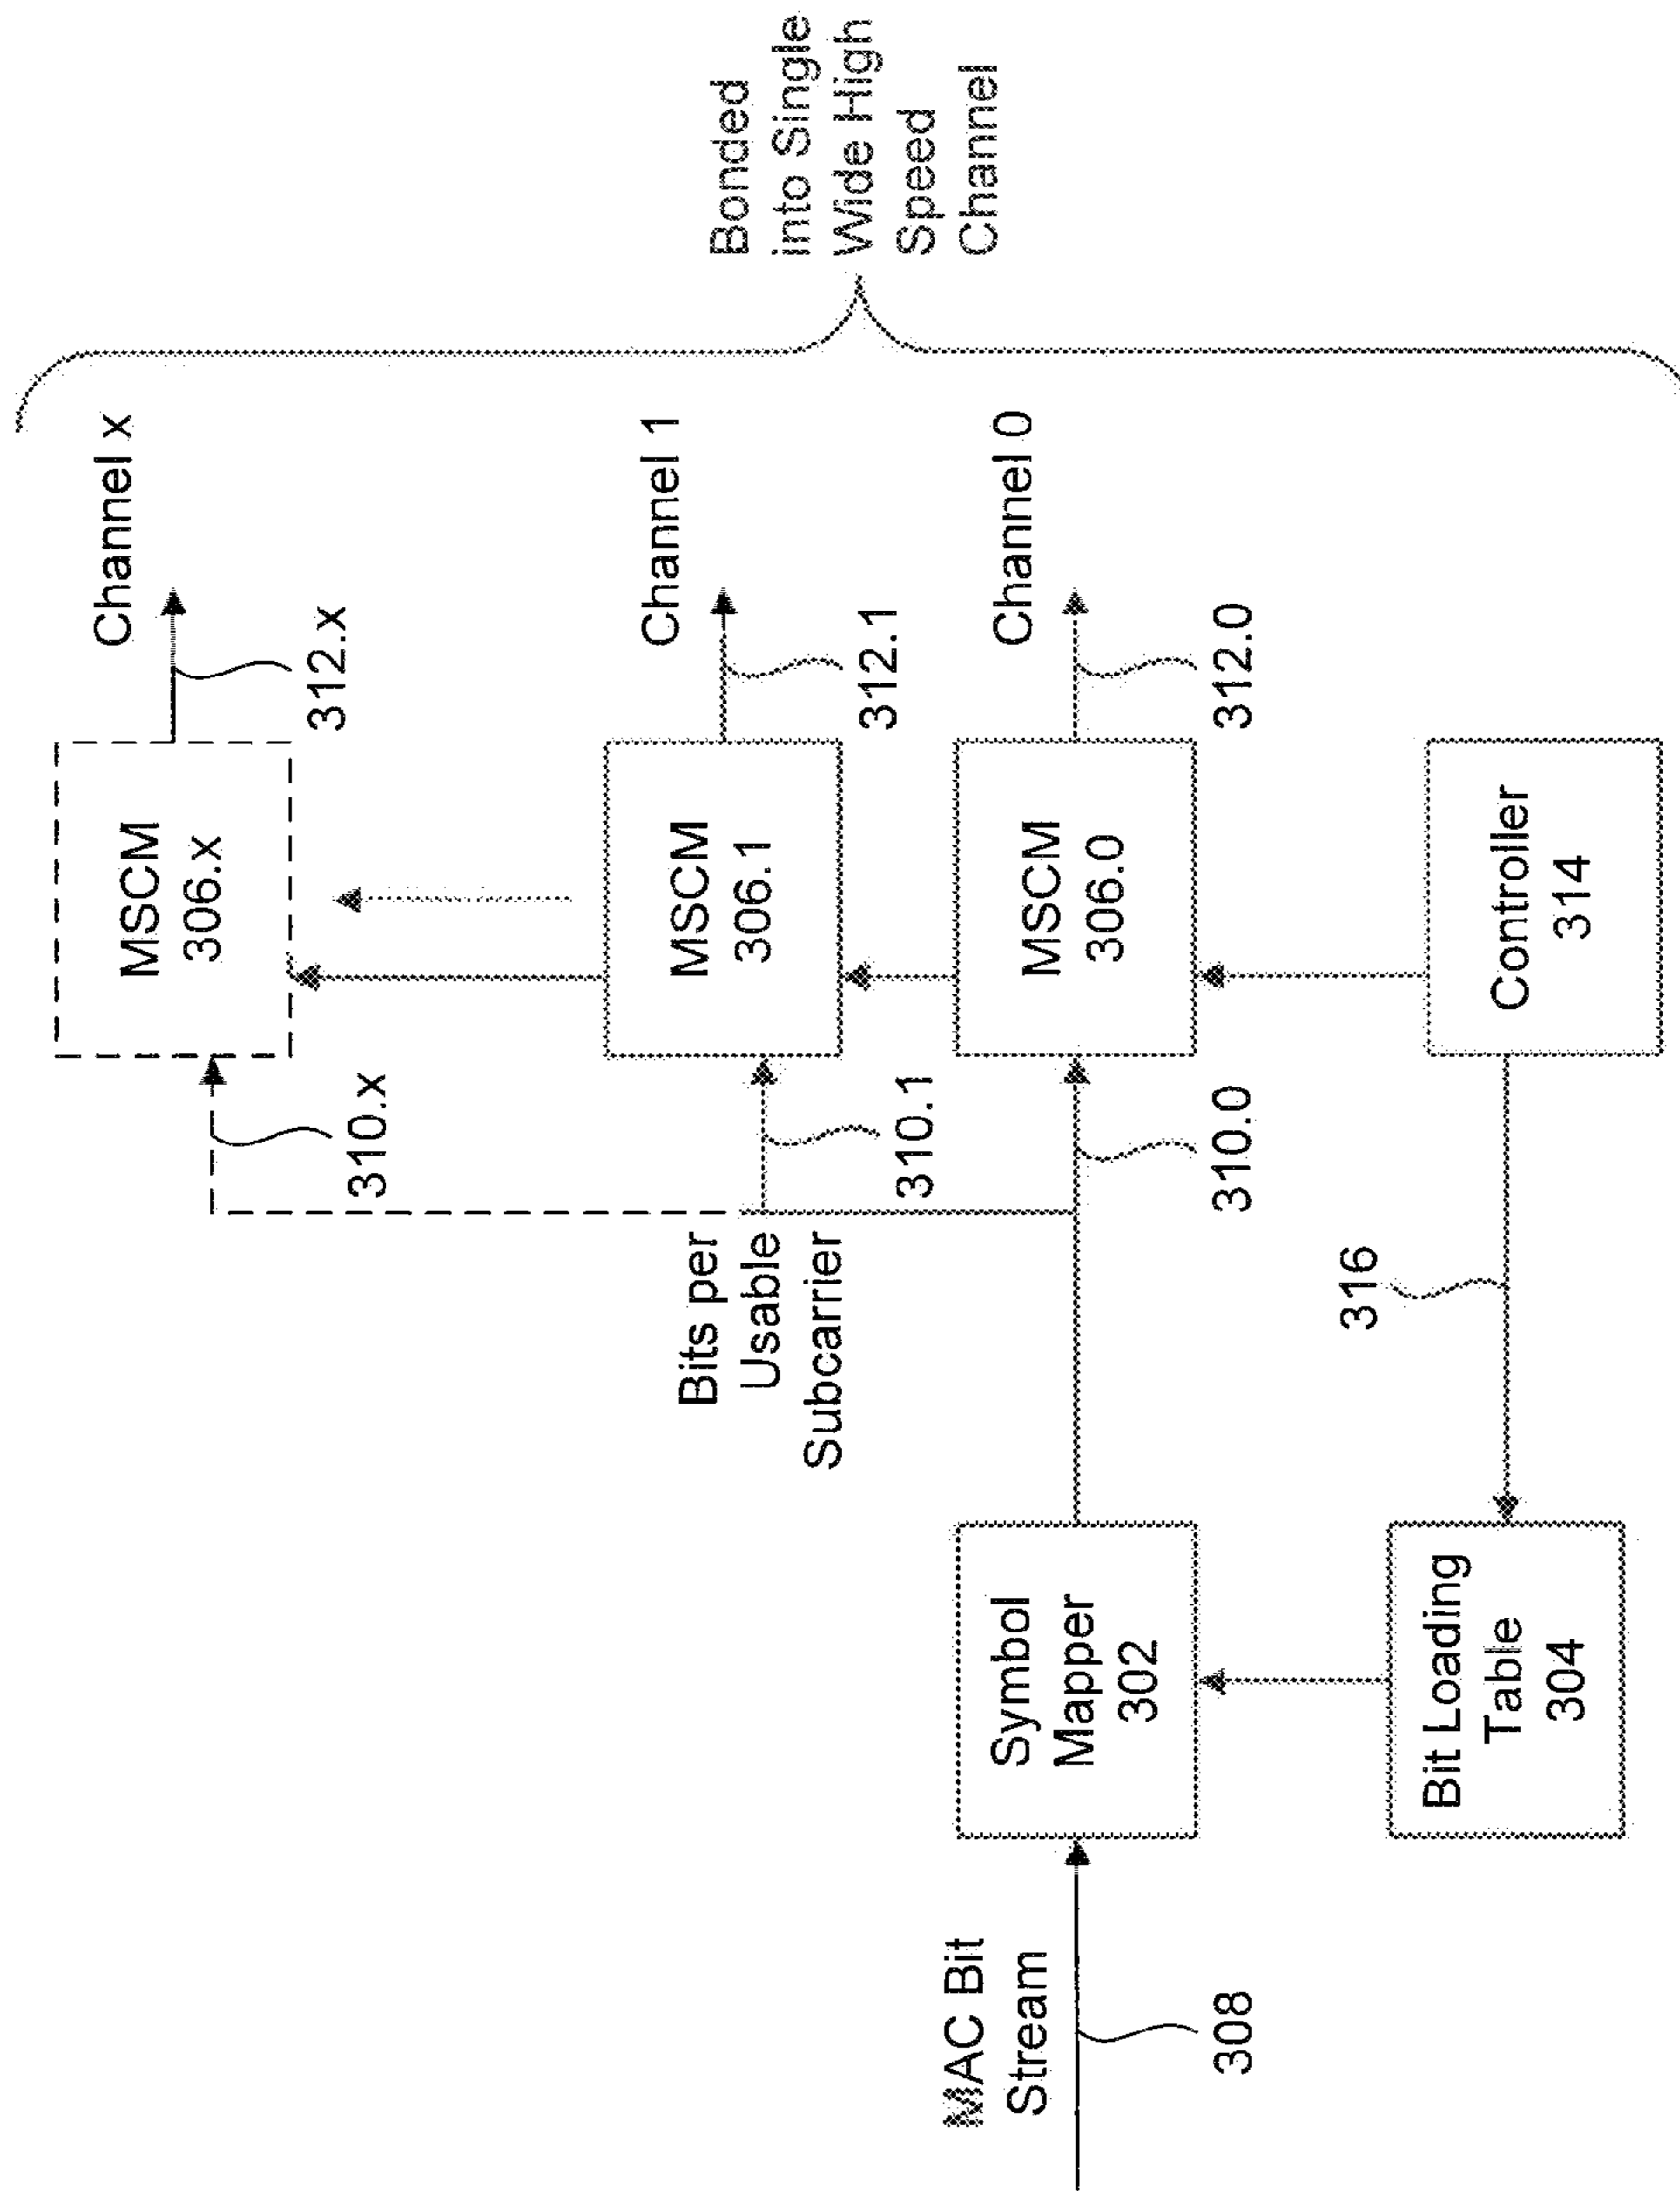 Channel x
MSCM
306.x
312.x
310.x
Bonded
into Single
Wide High
Speed
Channel
Channel 1
MSCM
306.1
312.1
310.1
Bits per
Usable
Subcarrier
Channel 0
MSCM
306.0
312.0
310.0
MAC Bit
Stream
308
Symbol
Mapper
302
316
Bit Loading
Table
304
Controller
314